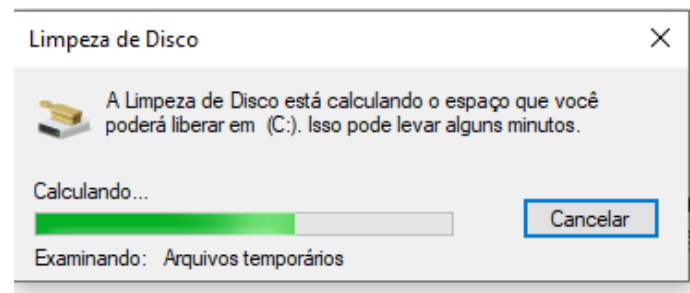 Limpeza de Disco
A Limpeza de Disco está calculando o espaço que você
poderá liberar em  (C:). Isso pode levar alguns minutos.
Calculando...
Cancelar
Examinando:   Arquivos temporários